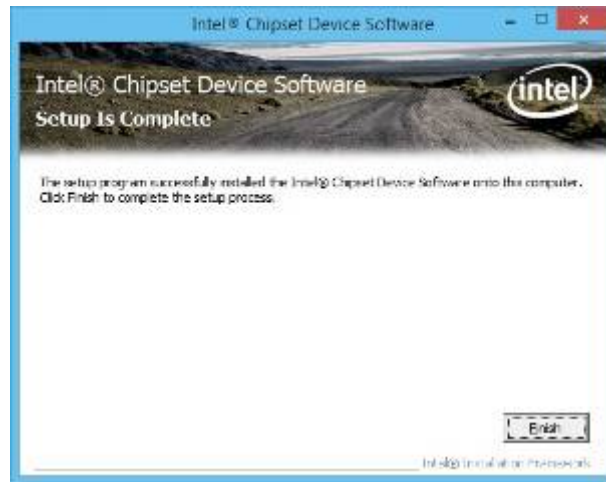 Intel® Chipset Device Software
Intel® Chipset Device Software
intel
Setup Is Complete
The setup program successfully installed the Intel® Chipset Device Software onto this computer.
Click Finish to complete the setup process.
Finish
Intel® Installation Framework